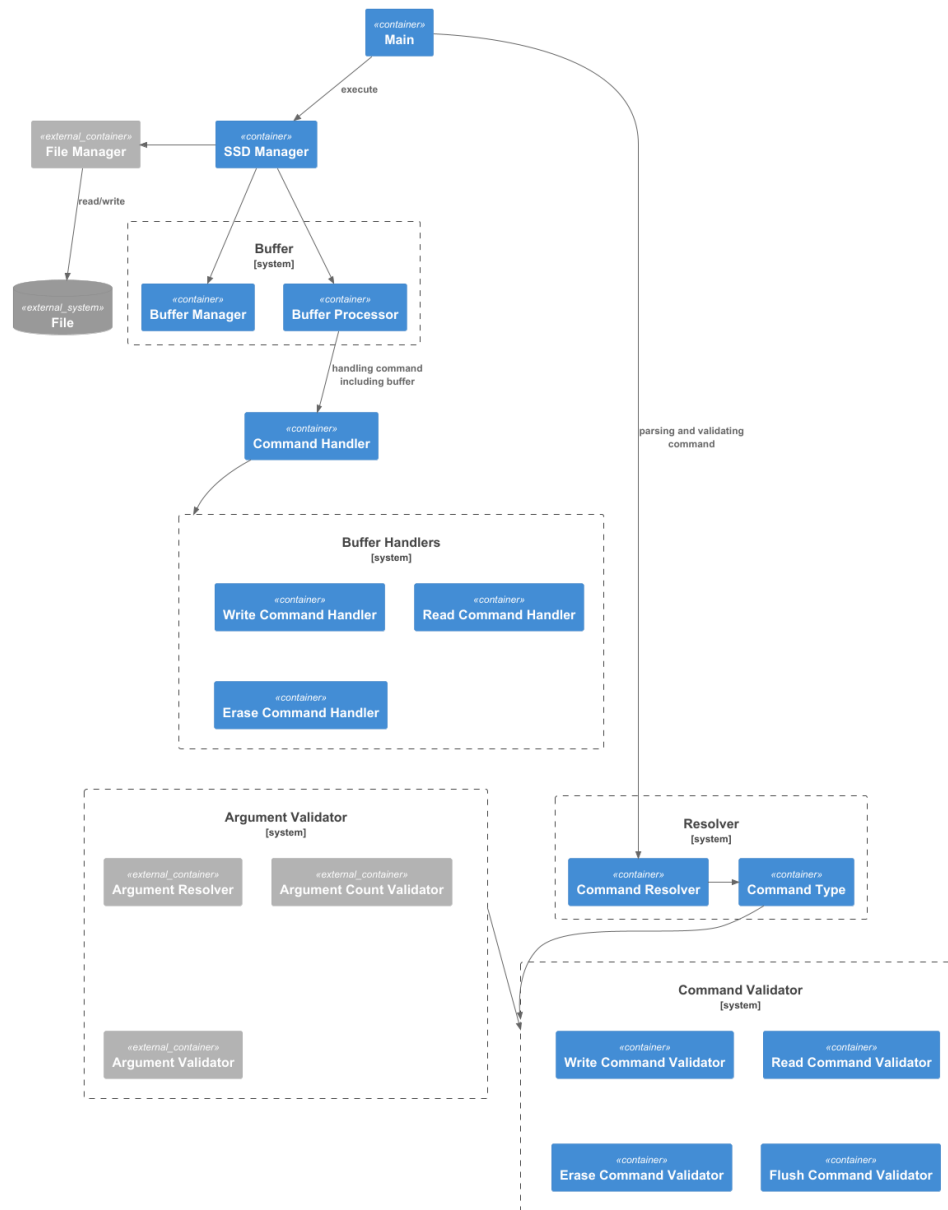 «container»
Main
execute
«external_container»
File Manager
«container»
SSD Manager
read/write
Buffer
[system]
«external_system»
File
«container»
Buffer Manager
«container»
Buffer Processor
handling command
including buffer
«container»
Command Handler
parsing and validating
command
Buffer Handlers
[system]
«container»
Write Command Handler
«container»
Read Command Handler
«container»
Erase Command Handler
Argument Validator
[system]
«external_container»
Argument Resolver
«external_container»
Argument Count Validator
«external_container»
Argument Validator
Resolver
[system]
«container»
Command Resolver
«container»
Command Type
Command Validator
[system]
«container»
Write Command Validator
«container»
Read Command Validator
«container»
Erase Command Validator
«container»
Flush Command Validator